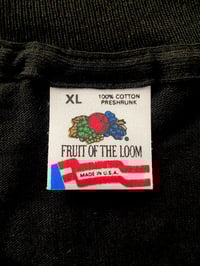 XL 100% COTTON
PRESHRUNK
FRUIT OF THE LOOM
MADE IN U.S.A.